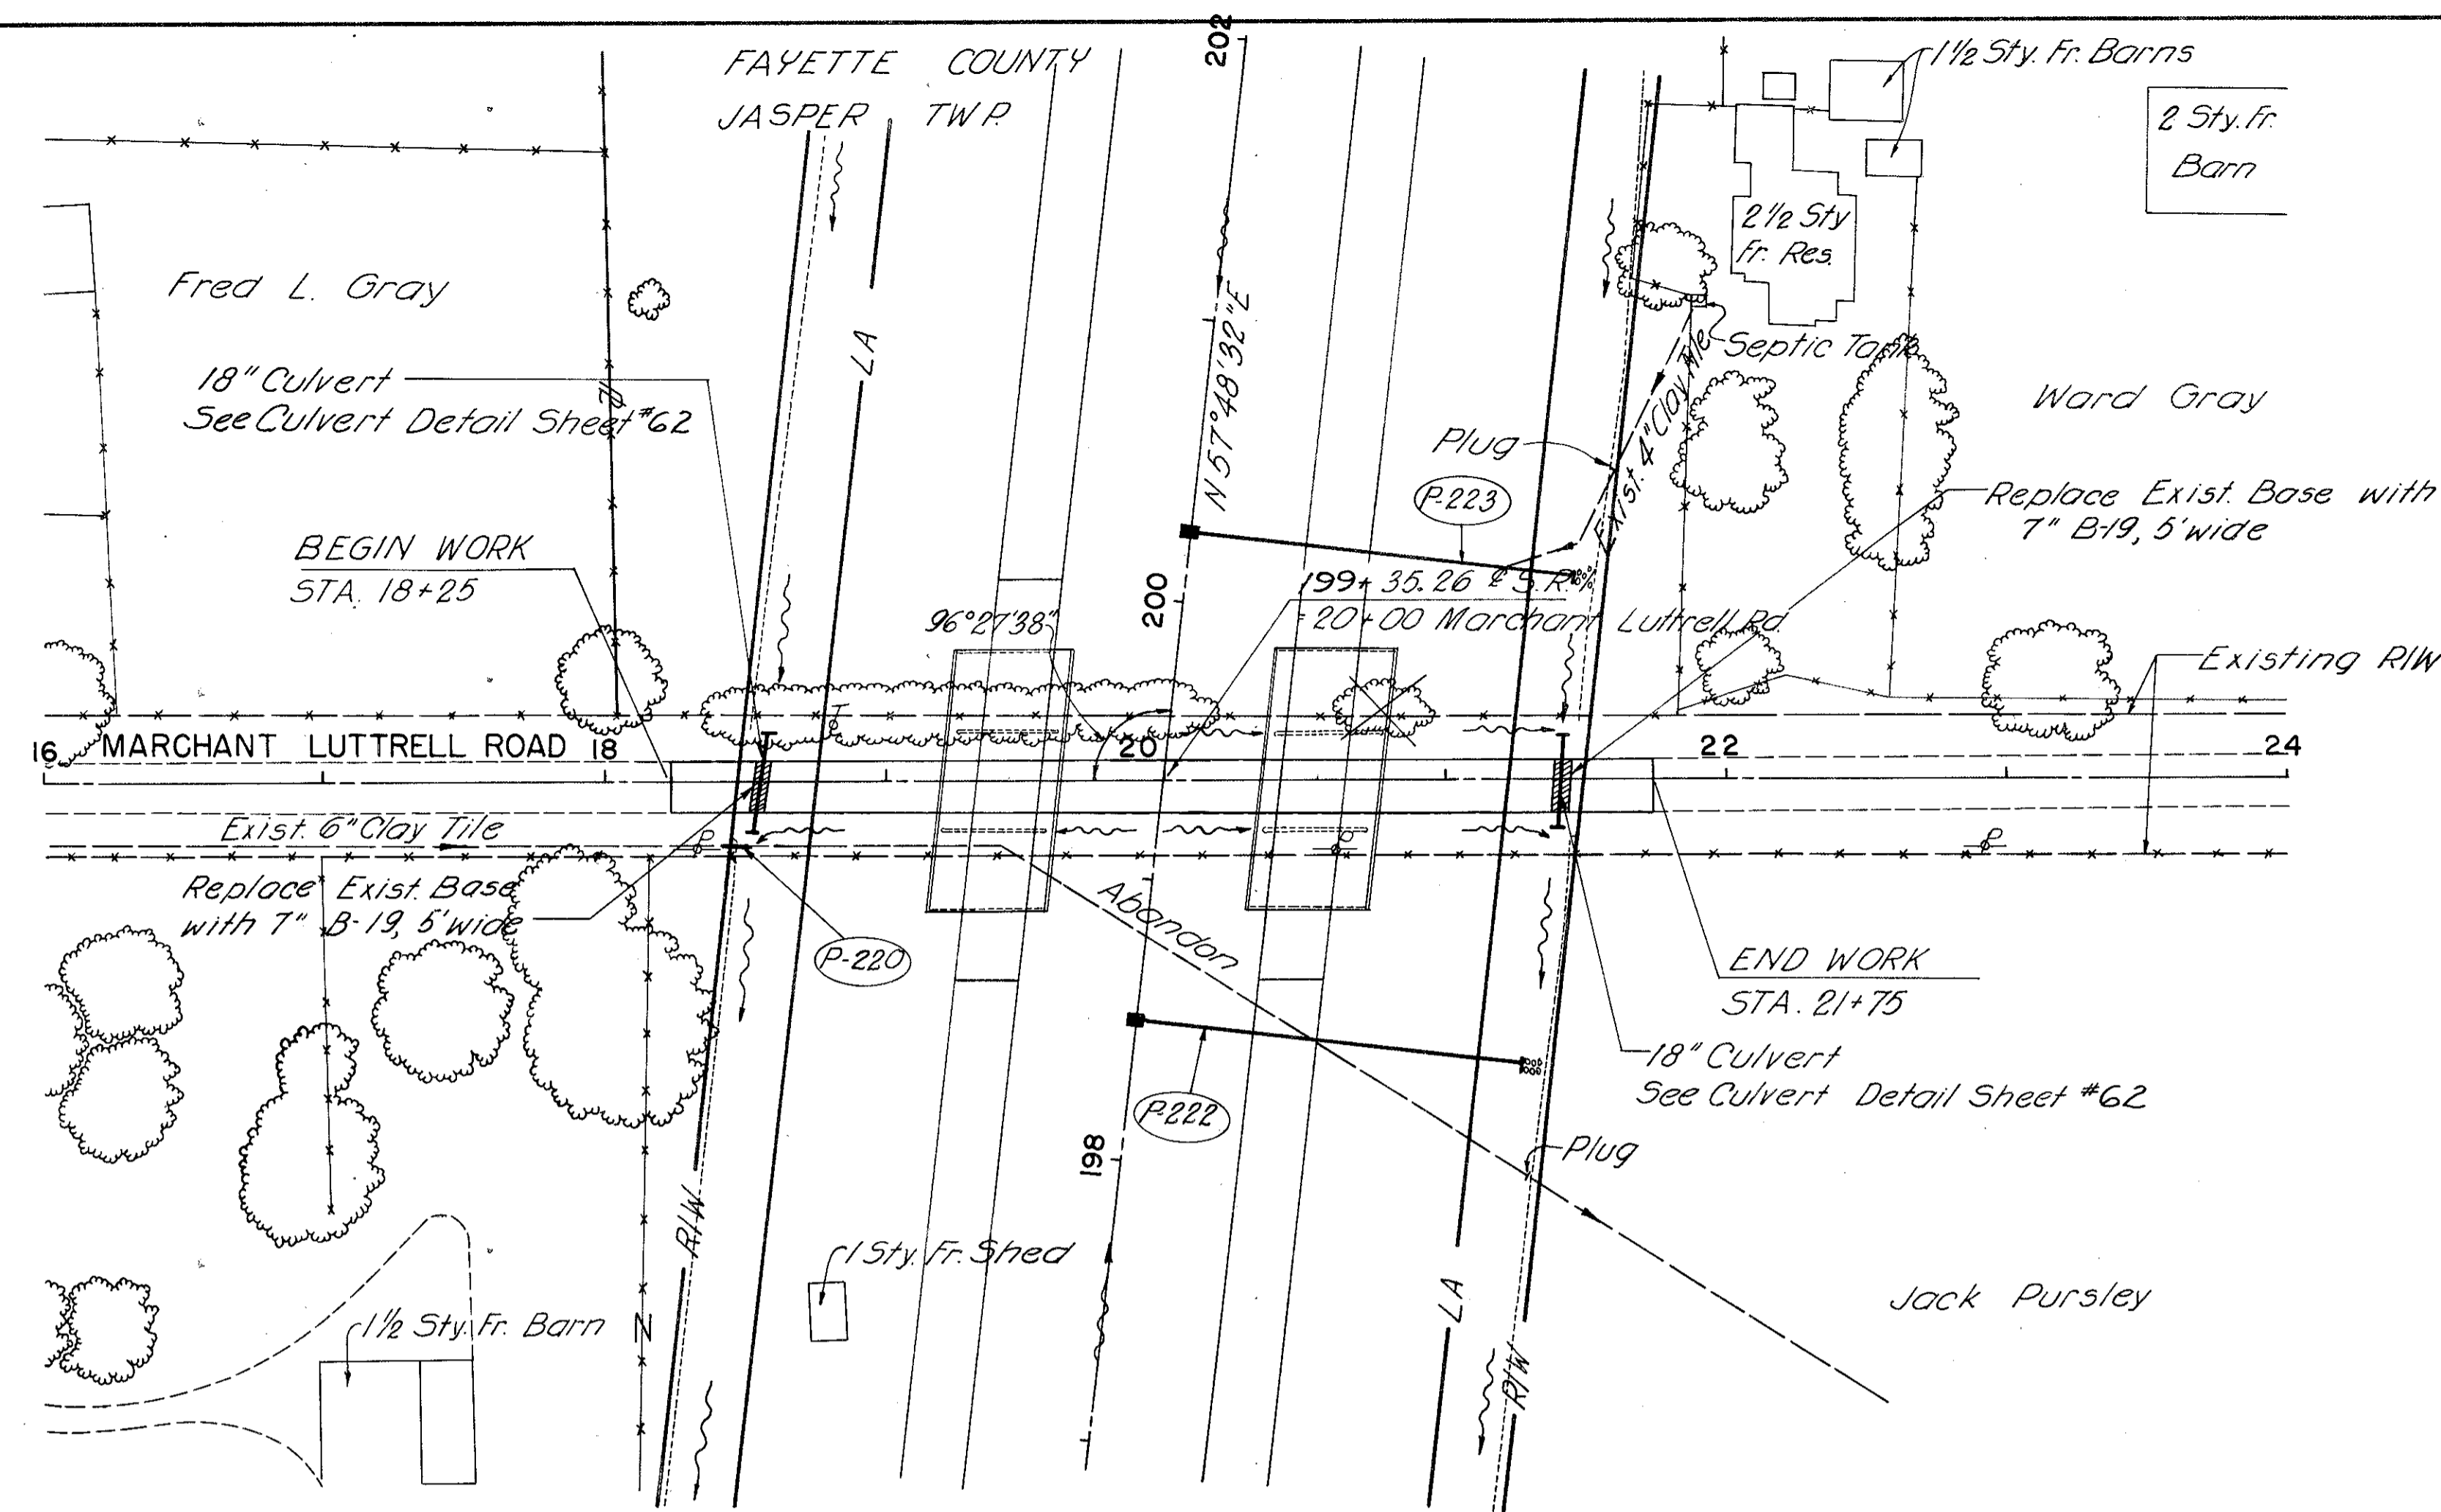 FAYETTE COUNTY
JASPER TWP.
202
1 1/2 Sty. Fr. Barns
2 Sty. Fr.
Barn
2 1/2 Sty
Fr. Res.
Fred L. Gray
LA
N 57°48'32"E
Septic Tank
Exist. 4" Clay Tile
18" Culvert
See Culvert Detail Sheet #62
Ward Gray
Plug
P-223
Replace Exist. Base with
7" B-19, 5' wide
BEGIN WORK
STA. 18+25
200
199+35.26 ℄ S.R.
= 20+00 Marchant Luttrell Rd.
96°27'38"
Existing R/W
16 MARCHANT LUTTRELL ROAD 18
20
22
24
T
Exist. 6" Clay Tile
P
P
P
Replace Exist. Base
with 7" B-19, 5' wide
P-220
Abandon
END WORK
STA. 21+75
18" Culvert
See Culvert Detail Sheet #62
P-222
198
Plug
R/W
1 Sty. Fr. Shed
LA
R/W
Jack Pursley
1 1/2 Sty. Fr. Barn
N